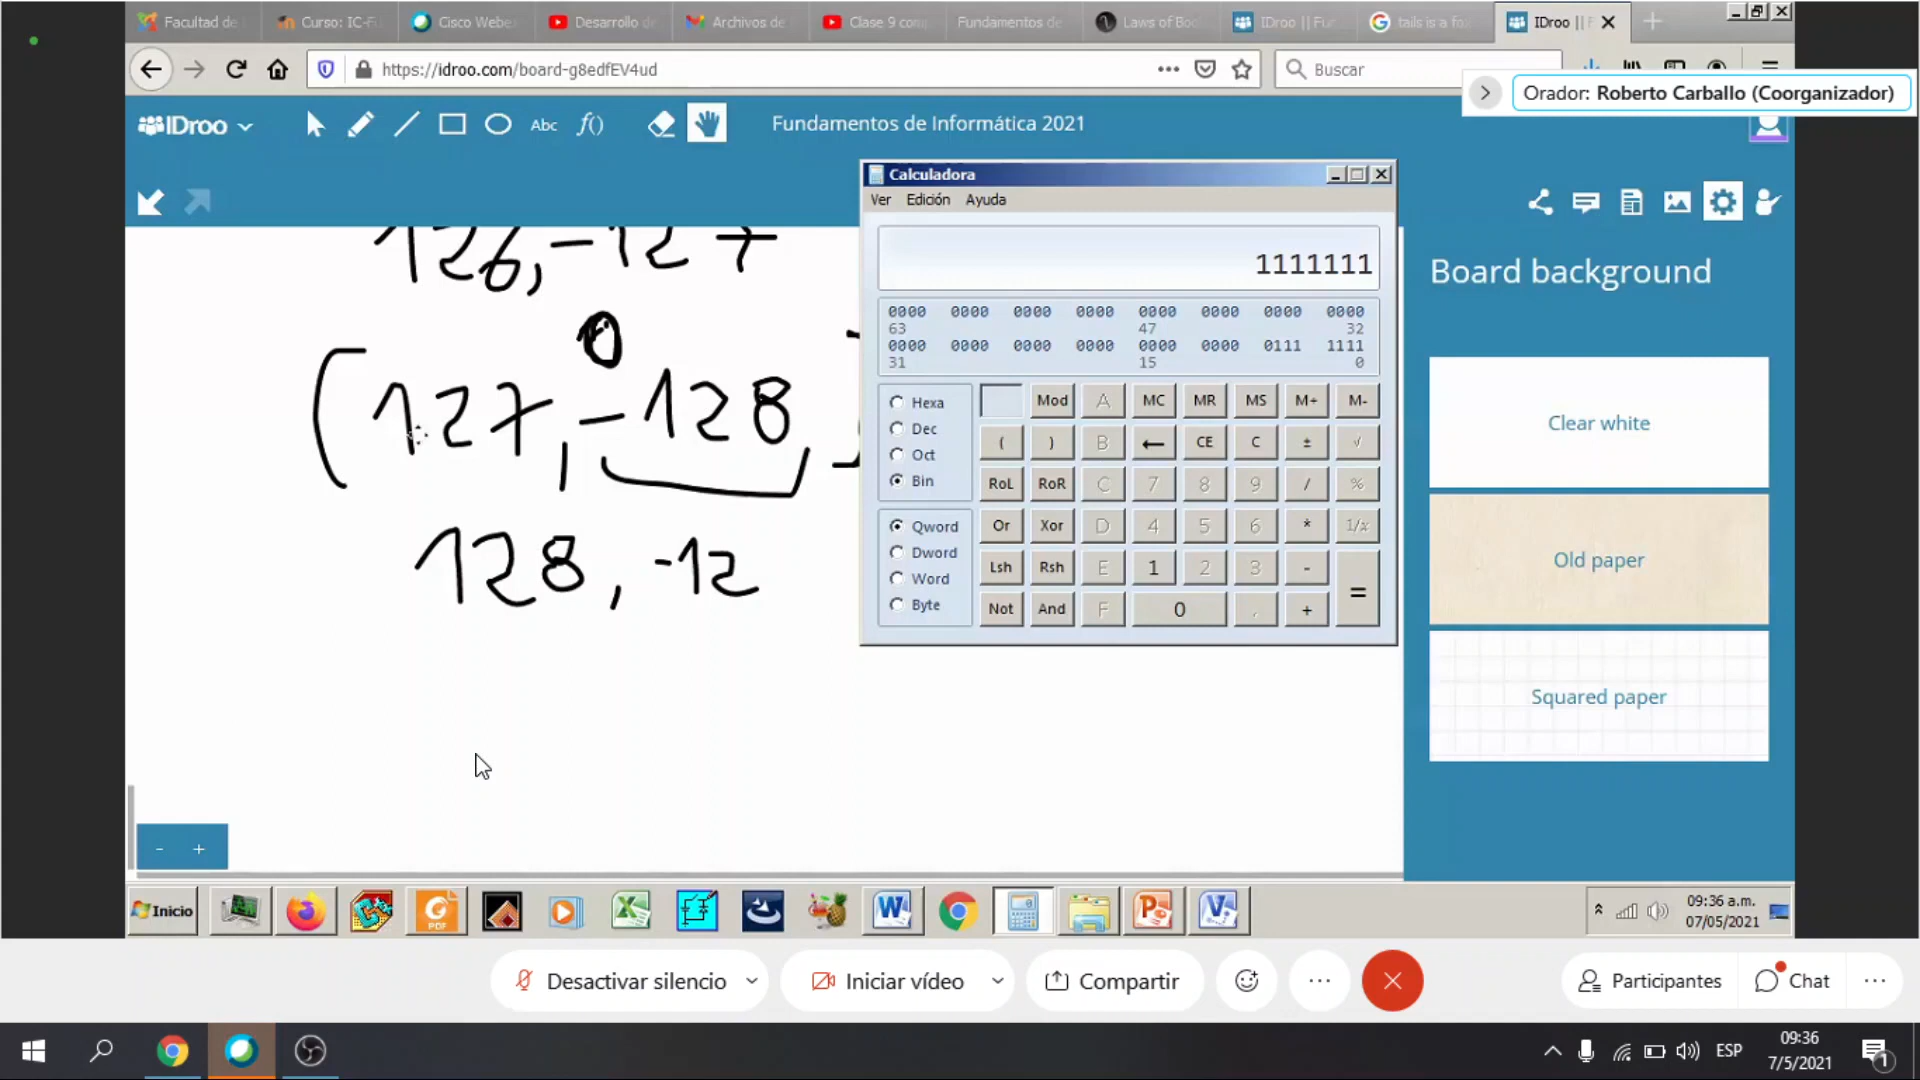 Facultad de
Curso: IC-FU
Cisco Webe
Desarrollo de
Archivos de
Clase 9 com
Fundamentos de
Laws of Boo
IDroo || Fur
tails is a fo
IDroo || F
https://idroo.com/board-g8edfEV4ud
Buscar
Orador: Roberto Carballo (Coorganizador)
IDroo
Abc
f()
Fundamentos de Informática 2021
126,-127
0
(127,-128,
128,-12
Calculadora
Ver Edición Ayuda
1111111
0000 0000 0000 0000 0000 0000 0000 0000
63 47 32
0000 0000 0000 0000 0000 0000 0111 1111
31 15 0
Hexa
Dec
Oct
Bin
Qword
Dword
Word
Byte
Mod A MC MR MS M+ M-
( ) B ← CE C ± √
RoL RoR C 7 8 9 / %
Or Xor D 4 5 6 * 1/x
Lsh Rsh E 1 2 3 - =
Not And F 0 , +
Board background
Clear white
Old paper
Squared paper
- +
Inicio
PDF
09:36 a.m.
07/05/2021
Desactivar silencio
Iniciar vídeo
Compartir
Participantes
Chat
ESP
09:36
7/5/2021
1